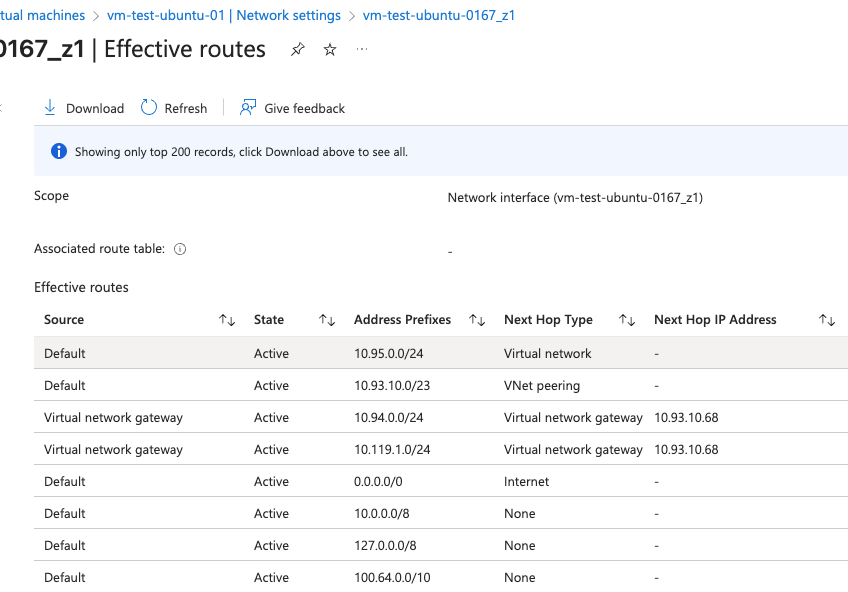 tual machines > vm-test-ubuntu-01 | Network settings > vm-test-ubuntu-0167_z1
0167_z1 | Effective routes ...
Download Refresh Give feedback
Showing only top 200 records, click Download above to see all.
Scope Network interface (vm-test-ubuntu-0167_z1)
Associated route table: -
Effective routes
Source State Address Prefixes Next Hop Type Next Hop IP Address
Default Active 10.95.0.0/24 Virtual network -
Default Active 10.93.10.0/23 VNet peering -
Virtual network gateway Active 10.94.0.0/24 Virtual network gateway 10.93.10.68
Virtual network gateway Active 10.119.1.0/24 Virtual network gateway 10.93.10.68
Default Active 0.0.0.0/0 Internet -
Default Active 10.0.0.0/8 None -
Default Active 127.0.0.0/8 None -
Default Active 100.64.0.0/10 None -